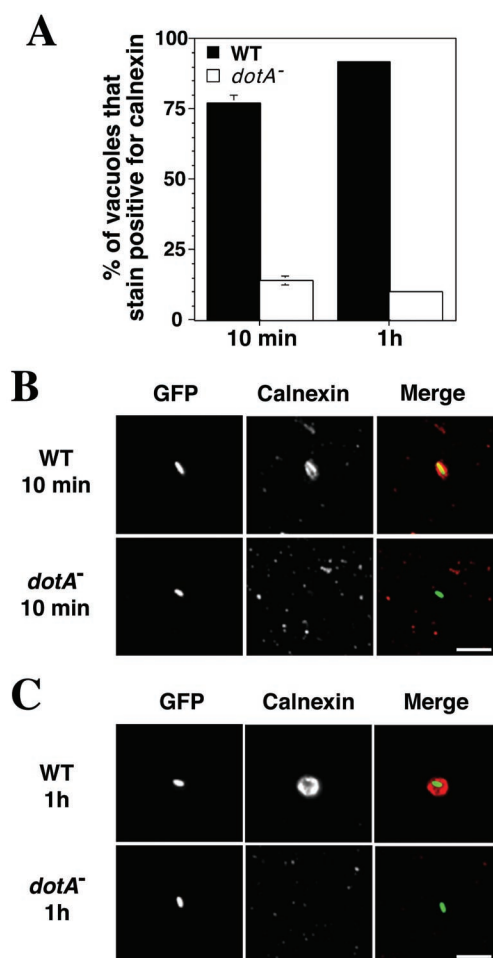 A
% of vacuoles that
stain positive for calnexin
100
75
50
25
0
WT
dotA-
10 min
1h
B
GFP
Calnexin
Merge
WT
10 min
dotA-
10 min
C
GFP
Calnexin
Merge
WT
1h
dotA-
1h